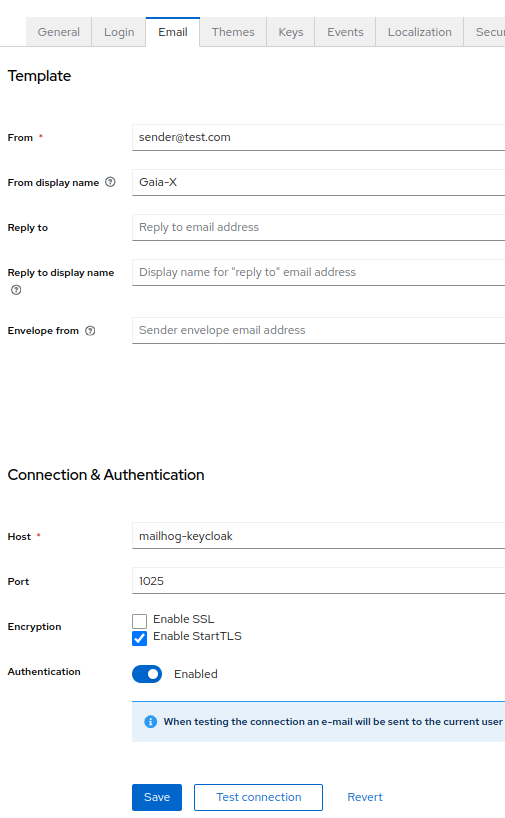 General Login Email Themes Keys Events Localization Secur
Template
From *
sender@test.com
From display name
Gaia-X
Reply to
Reply to email address
Reply to display name
Display name for "reply to" email address
Envelope from
Sender envelope email address
Connection & Authentication
Host *
mailhog-keycloak
Port
1025
Encryption
Enable SSL
Enable StartTLS
Authentication
Enabled
When testing the connection an e-mail will be sent to the current user
Save Test connection Revert